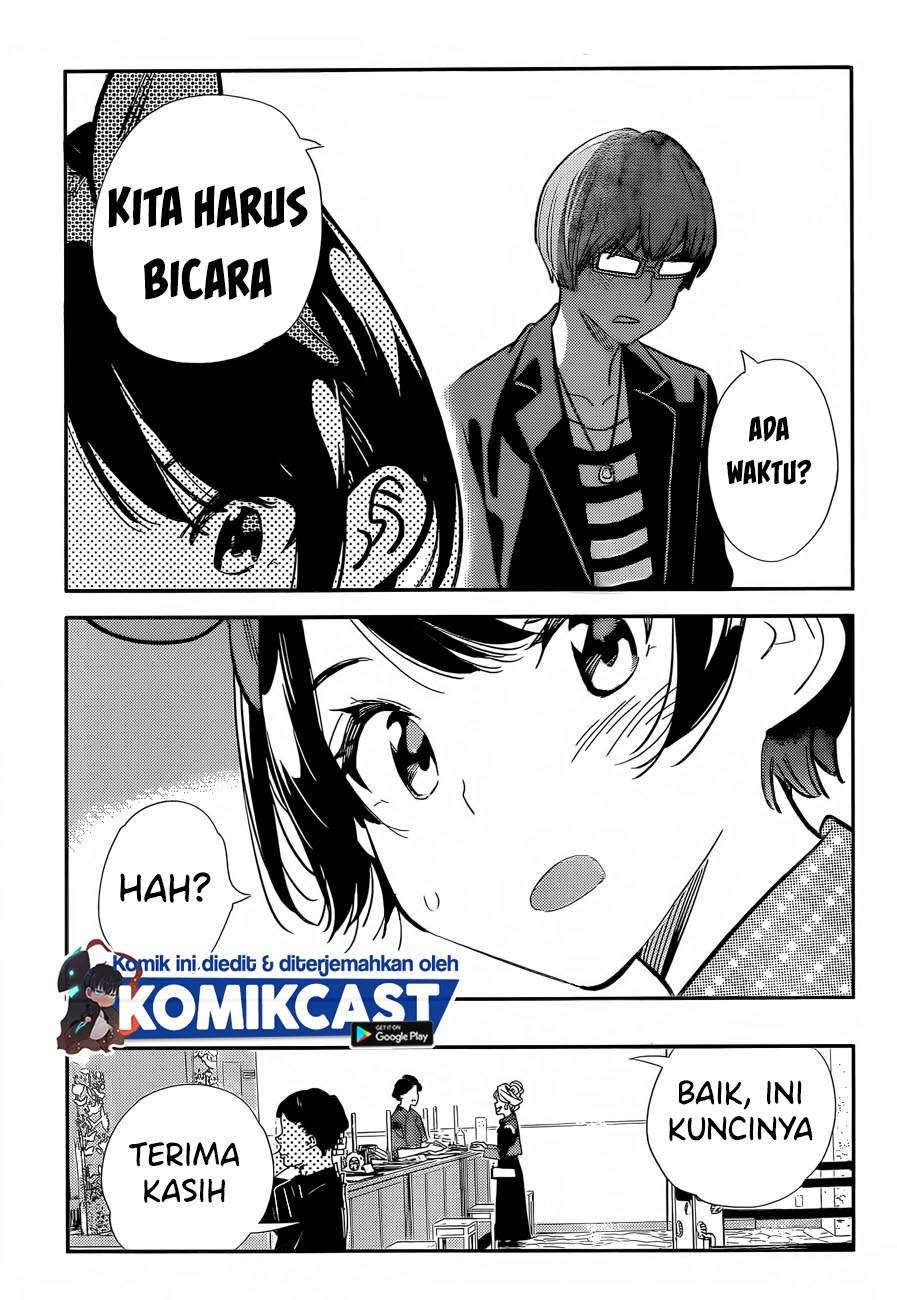 KITA HARUS
BICARA
ADA
WAKTU?
HAH?
Komik ini diedit & diterjemahkan oleh
KOMIKCAST
GET IT ON
Google Play
BAIK, INI
KUNCINYA
TERIMA
KASIH